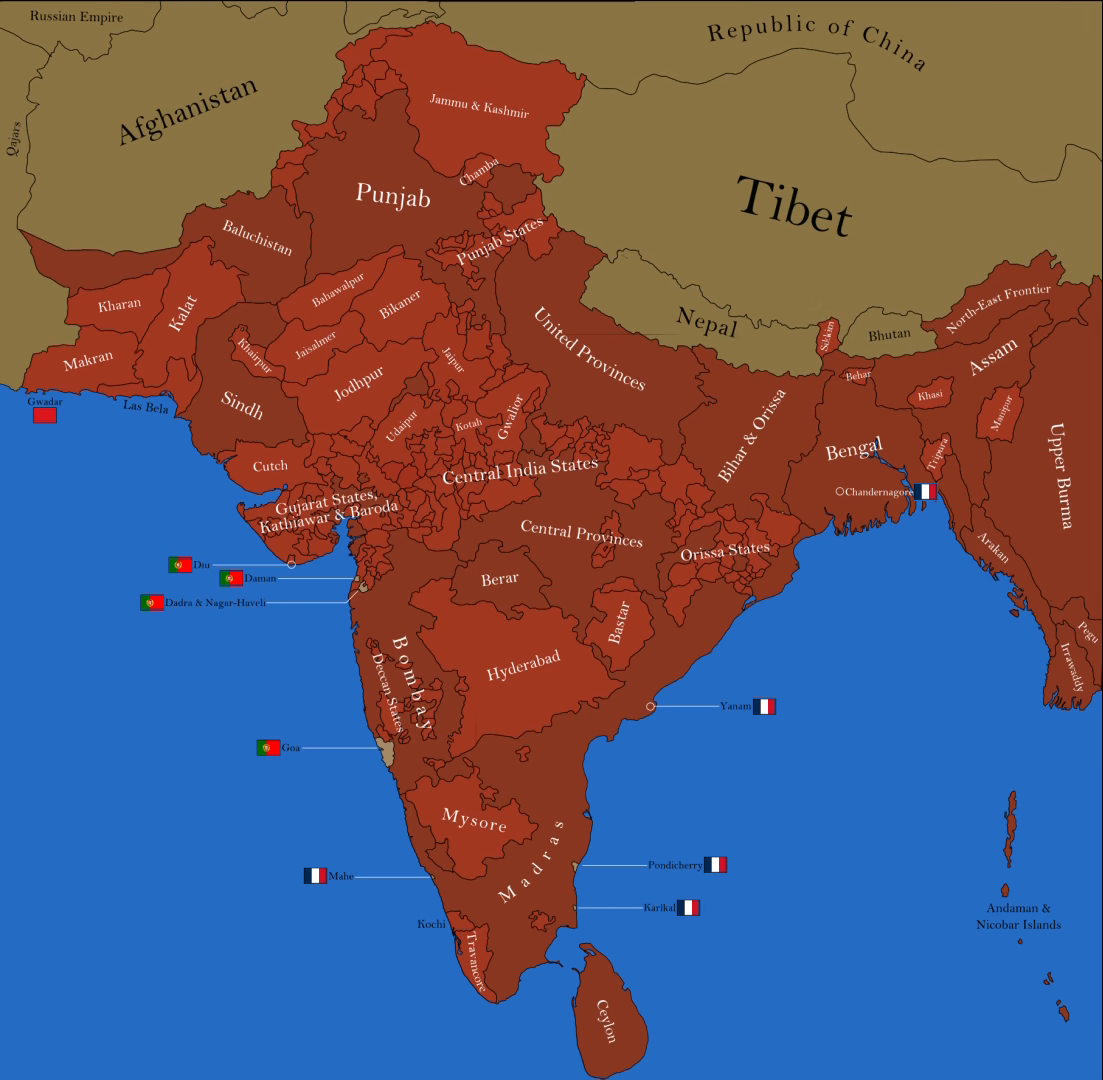 Russian Empire
Republic of China
Afghanistan
Qajars
Jammu & Kashmir
Chamba
Tibet
Punjab
Baluchistan
Punjab States
Kharan
Kalat
Bahawalpur
Bikaner
Makran
Khairpur
Jaisalmer
Jodhpur
Jaipur
United Provinces
Nepal
Sikkim
Bhutan
North-East Frontier
Assam
Behar
Khasi
Manipur
Tripura
Upper Burma
Gwadar
Las Bela
Sindh
Udaipur
Kotah
Gwalior
Bihar & Orissa
Bengal
Chandernagore
Cutch
Central India States
Gujarat States,
Kathiawar & Baroda
Central Provinces
Orissa States
Arakan
Diu
Daman
Dadra & Nagar-Haveli
Berar
Bastar
Pegu
Irrawaddy
Bombay
Deccan States
Hyderabad
Yanam
Goa
Mysore
Madras
Mahe
Pondicherry
Karikal
Kochi
Travancore
Andaman &
Nicobar Islands
Ceylon